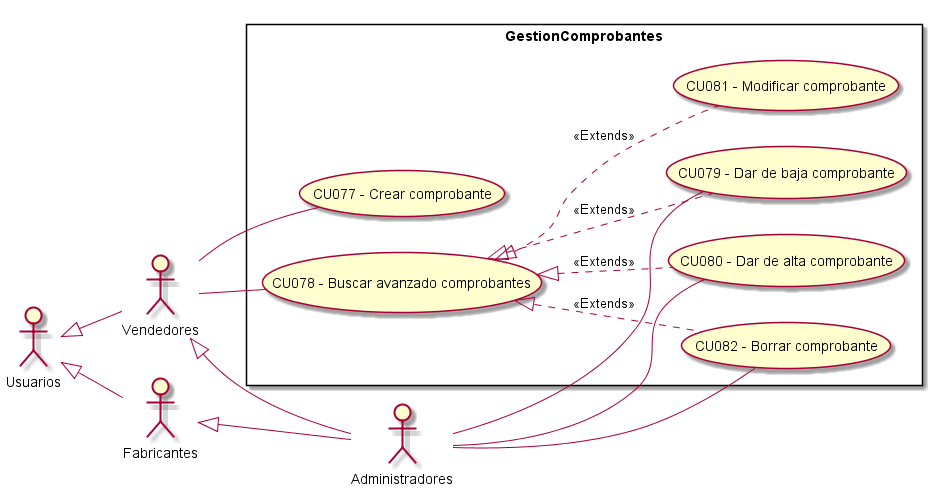 GestionComprobantes
CU081 - Modificar comprobante
«Extends»
CU079 - Dar de baja comprobante
CU077 - Crear comprobante
«Extends»
CU080 - Dar de alta comprobante
«Extends»
CU078 - Buscar avanzado comprobantes
«Extends»
Vendedores
CU082 - Borrar comprobante
Usuarios
Fabricantes
Administradores